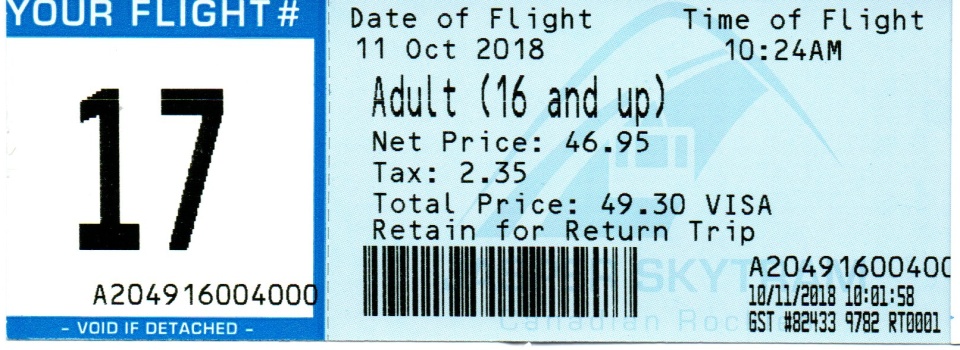 YOUR FLIGHT #
17
A204916004000
- VOID IF DETACHED -
Date of Flight Time of Flight
11 Oct 2018 10:24AM
Adult (16 and up)
Net Price: 46.95
Tax: 2.35
Total Price: 49.30 VISA
Retain for Return Trip
SKYTRAM
A20491600400
10/11/2018 10:01:58
Canadian
GST #82433 9782 RT0001